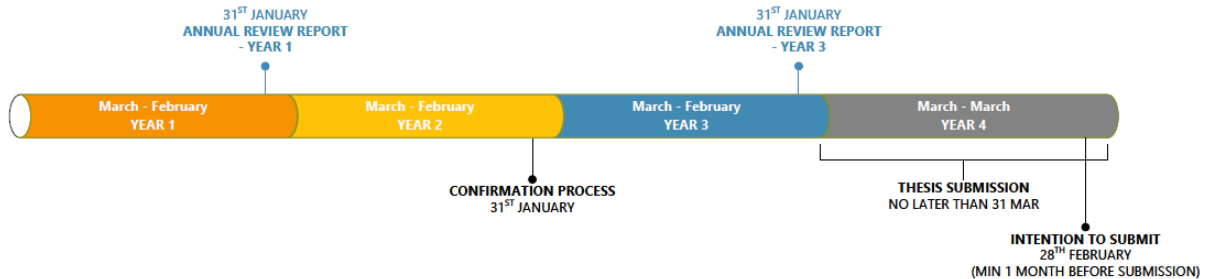 31ST JANUARY
ANNUAL REVIEW REPORT
- YEAR 1
31ST JANUARY
ANNUAL REVIEW REPORT
- YEAR 3
March - February
YEAR 1
March - February
YEAR 2
March - February
YEAR 3
March - March
YEAR 4
CONFIRMATION PROCESS
31ST JANUARY
THESIS SUBMISSION
NO LATER THAN 31 MAR
INTENTION TO SUBMIT
28TH FEBRUARY
(MIN 1 MONTH BEFORE SUBMISSION)